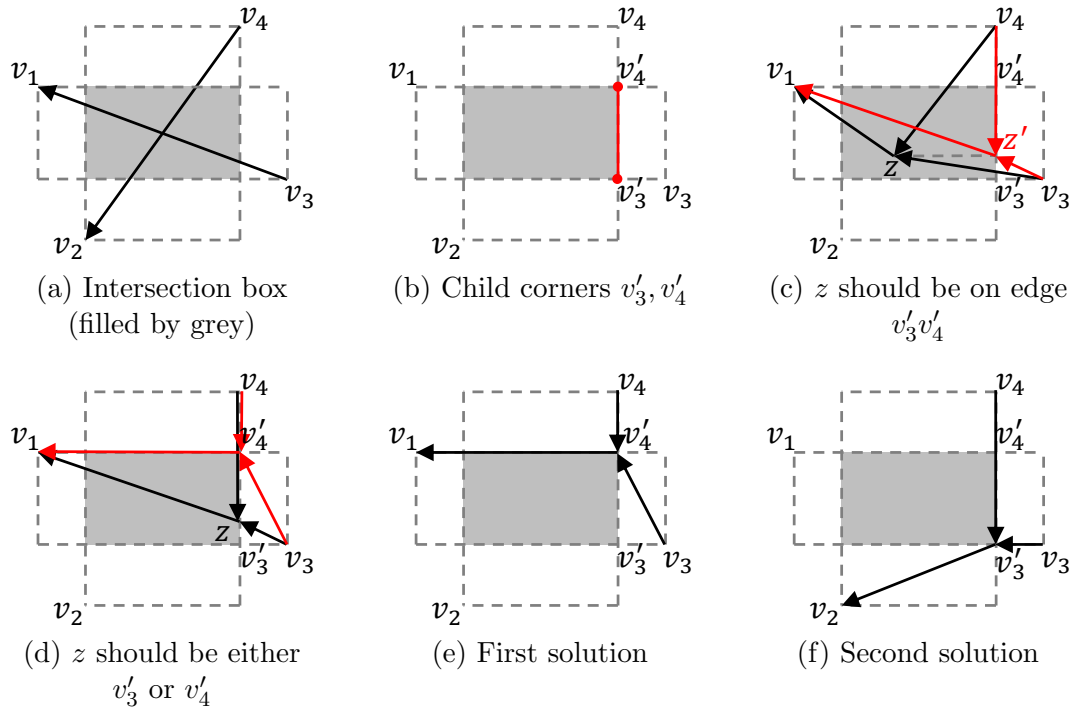 v₄
v₁
v₃
v₂
(a) Intersection box
(filled by grey)
v₄
v₁
v₄′
v₃′
v₃
v₂
(b) Child corners v₃′, v₄′
v₄
v₁
v₄′
z′
z
v₃′
v₃
(c) z should be on edge
v₃′v₄′
v₄
v₁
v₄′
z
v₃′
v₃
v₂
(d) z should be either
v₃′ or v₄′
v₄
v₁
v₄′
v₃′
v₃
v₂
(e) First solution
v₄
v₁
v₄′
v₃′
v₃
v₂
(f) Second solution